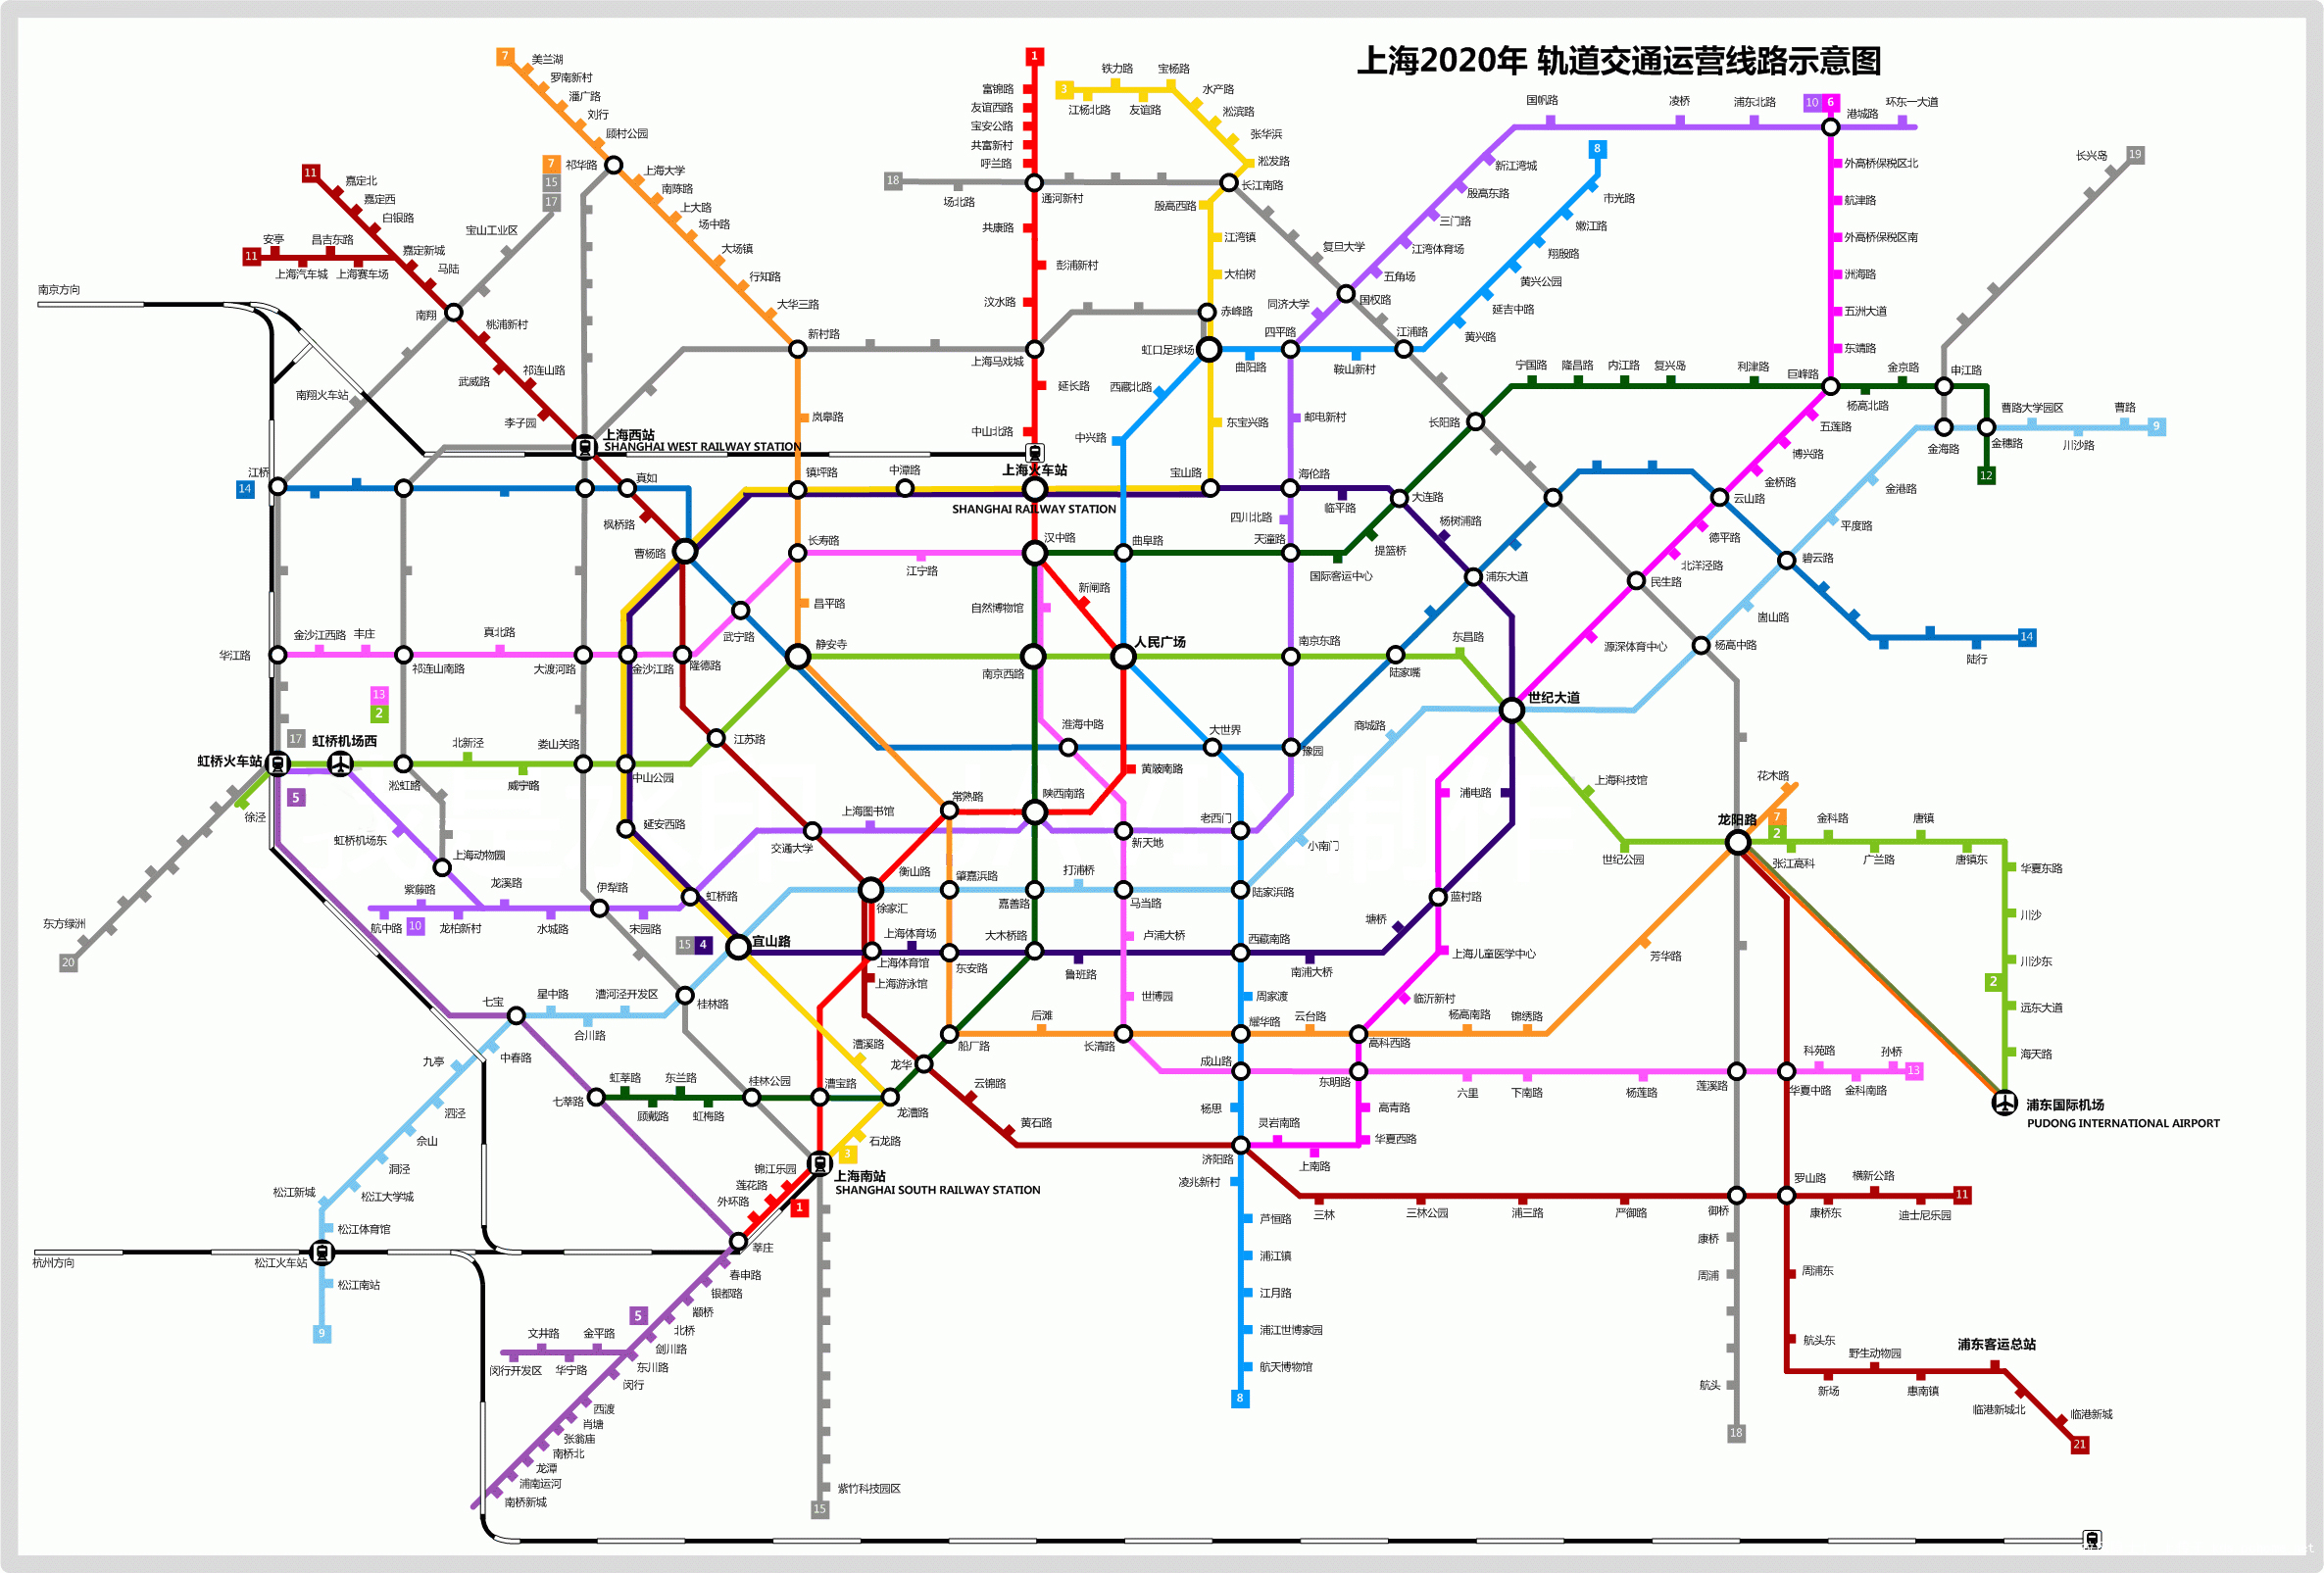 上海2020年 轨道交通运营线路示意图
7
美兰湖
罗南新村
潘广路
刘行
顾村公园
祁华路
7
15
17
上海大学
南陈路
上大路
场中路
大场镇
行知路
大华三路
新村路
岚皋路
镇坪路
长寿路
昌平路
静安寺
1
富锦路
友谊西路
宝安公路
共富新村
呼兰路
通河新村
共康路
彭浦新村
汶水路
上海马戏城
延长路
中山北路
上海火车站
SHANGHAI RAILWAY STATION
3
铁力路
宝杨路
江杨北路
友谊路
水产路
淞滨路
张华浜
淞发路
长江南路
殷高西路
江湾镇
大柏树
赤峰路
虹口足球场
东宝兴路
宝山路
18
场北路
8
市光路
嫩江路
翔殷路
黄兴公园
延吉中路
黄兴路
江浦路
鞍山新村
四平路
曲阳路
西藏北路
中兴路
曲阜路
国帆路
凌桥
浦东北路
10
6
港城路
环东一大道
新江湾城
殷高东路
三门路
江湾体育场
五角场
国权路
同济大学
复旦大学
邮电新村
海伦路
四川北路
天潼路
南京东路
豫园
外高桥保税区北
航津路
外高桥保税区南
洲海路
五洲大道
东靖路
巨峰路
五莲路
博兴路
金桥路
云山路
德平路
北洋泾路
民生路
源深体育中心
世纪大道
19
长兴岛
申江路
金海路
宁国路
隆昌路
内江路
复兴岛
利津路
杨高北路
金京路
金穗路
12
曹路大学园区
川沙路
曹路
9
金港路
平度路
碧云路
崮山路
杨高中路
长阳路
大连路
提篮桥
国际客运中心
临平路
杨树浦路
浦东大道
陆行
14
11
嘉定北
嘉定西
白银路
嘉定新城
马陆
11
安亭
昌吉东路
上海汽车城
上海赛车场
宝山工业区
南翔
桃浦新村
武威路
祁连山路
李子园
南翔火车站
上海西站
SHANGHAI WEST RAILWAY STATION
真如
枫桥路
曹杨路
南京方向
江桥
14
中潭路
汉中路
江宁路
自然博物馆
新闸路
人民广场
南京西路
武宁路
隆德路
金沙江路
大渡河路
真北路
祁连山南路
丰庄
金沙江西路
华江路
13
2
17
虹桥火车站
虹桥机场西
5
徐泾
北新泾
威宁路
淞虹路
娄山关路
中山公园
江苏路
延安西路
东昌路
陆家嘴
商城路
大世界
淮海中路
黄陂南路
陕西南路
常熟路
上海图书馆
交通大学
新天地
老西门
小南门
浦电路
蓝村路
塘桥
上海科技馆
世纪公园
龙阳路
花木路
7
2
金科路
唐镇
张江高科
广兰路
唐镇东
华夏东路
川沙
川沙东
2
远东大道
海天路
浦东国际机场
PUDONG INTERNATIONAL AIRPORT
虹桥机场东
上海动物园
紫藤路
龙溪路
航中路
10
龙柏新村
水城路
伊犁路
宋园路
虹桥路
15
4
宜山路
徐家汇
衡山路
肇嘉浜路
嘉善路
打浦桥
马当路
陆家浜路
上海体育场
上海体育馆
上海游泳馆
东安路
大木桥路
鲁班路
卢浦大桥
西藏南路
南浦大桥
上海儿童医学中心
临沂新村
世博园
周家渡
芳华路
东方绿洲
20
七宝
星中路
合川路
漕河泾开发区
桂林路
九亭
中春路
泗泾
佘山
洞泾
松江大学城
松江新城
松江体育馆
松江火车站
松江南站
9
杭州方向
七莘路
虹莘路
顾戴路
东兰路
虹梅路
桂林公园
漕宝路
漕溪路
龙漕路
石龙路
3
上海南站
SHANGHAI SOUTH RAILWAY STATION
锦江乐园
莲花路
外环路
1
莘庄
龙华
船厂路
后滩
长清路
耀华路
云台路
高科西路
杨高南路
锦绣路
云锦路
黄石路
成山路
杨思
济阳路
灵岩南路
上南路
东明路
高青路
华夏西路
六里
下南路
杨莲路
莲溪路
华夏中路
科苑路
金科南路
孙桥
13
凌兆新村
芦恒路
浦江镇
江月路
浦江世博家园
航天博物馆
8
三林
三林公园
浦三路
严御路
御桥
罗山路
康桥东
横新公路
迪士尼乐园
11
康桥
周浦
航头
18
周浦东
航头东
野生动物园
新场
惠南镇
浦东客运总站
临港新城北
临港新城
21
春申路
银都路
颛桥
北桥
剑川路
东川路
5
文井路
金平路
闵行开发区
华宁路
闵行
西渡
肖塘
张翁庙
南桥北
龙潭
浦南运河
南桥新城
紫竹科技园区
15